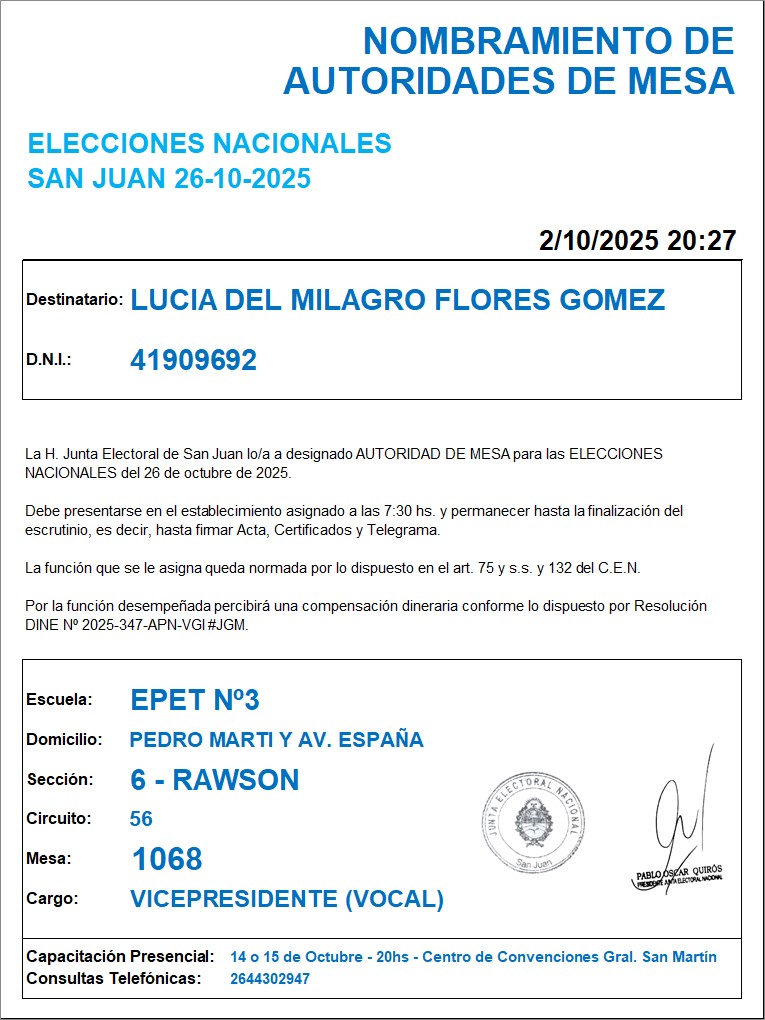 NOMBRAMIENTO DE
AUTORIDADES DE MESA
ELECCIONES NACIONALES
SAN JUAN 26-10-2025
2/10/2025 20:27
Destinatario: LUCIA DEL MILAGRO FLORES GOMEZ
D.N.I.: 41909692
La H. Junta Electoral de San Juan lo/a a designado AUTORIDAD DE MESA para las ELECCIONES
NACIONALES del 26 de octubre de 2025.
Debe presentarse en el establecimiento asignado a las 7:30 hs. y permanecer hasta la finalización del
escrutinio, es decir, hasta firmar Acta, Certificados y Telegrama.
La función que se le asigna queda normada por lo dispuesto en el art. 75 y s.s. y 132 del C.E.N.
Por la función desempeñada percibirá una compensación dineraria conforme lo dispuesto por Resolución
DINE Nº 2025-347-APN-VGI#JGM.
Escuela: EPET Nº3
Domicilio: PEDRO MARTI Y AV. ESPAÑA
Sección: 6 - RAWSON
Circuito: 56
Mesa: 1068
Cargo: VICEPRESIDENTE (VOCAL)
JUNTA ELECTORAL NACIONAL
San Juan
PABLO OSCAR QUIRÓS
PRESIDENTE JUNTA ELECTORAL NACIONAL
Capacitación Presencial: 14 o 15 de Octubre - 20hs - Centro de Convenciones Gral. San Martín
Consultas Telefónicas: 2644302947